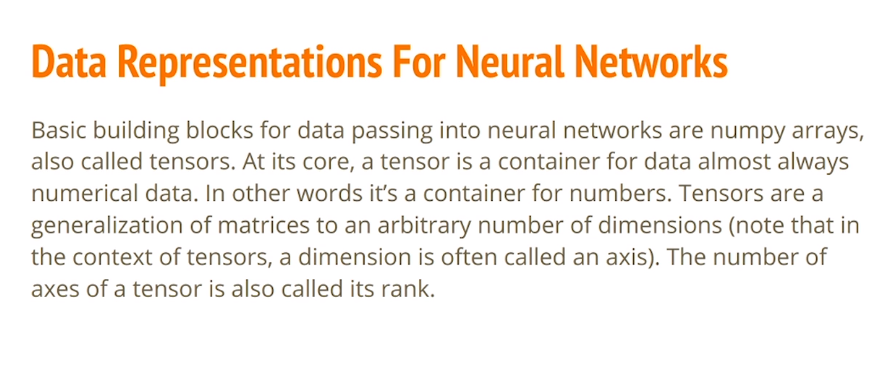 Data Representations For Neural Networks
Basic building blocks for data passing into neural networks are numpy arrays,
also called tensors. At its core, a tensor is a container for data almost always
numerical data. In other words it’s a container for numbers. Tensors are a
generalization of matrices to an arbitrary number of dimensions (note that in
the context of tensors, a dimension is often called an axis). The number of
axes of a tensor is also called its rank.